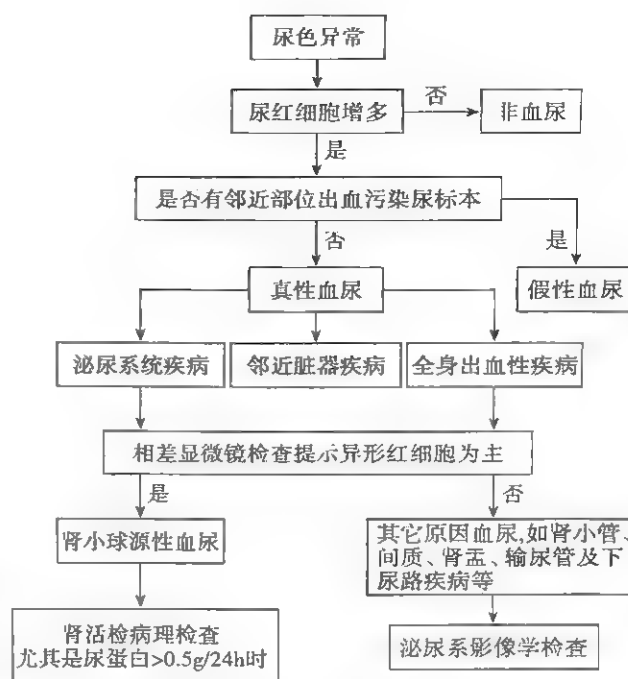 尿色异常
尿红细胞增多
否
非血尿
是
是否有邻近部位出血污染尿标本
否
是
真性血尿
假性血尿
泌尿系统疾病
邻近脏器疾病
全身出血性疾病
相差显微镜检查提示异形红细胞为主
是
否
肾小球源性血尿
其它原因血尿,如肾小管、
间质、肾盂、输尿管及下
尿路疾病等
肾活检病理检查
尤其是尿蛋白>0.5g/24h时
泌尿系影像学检查